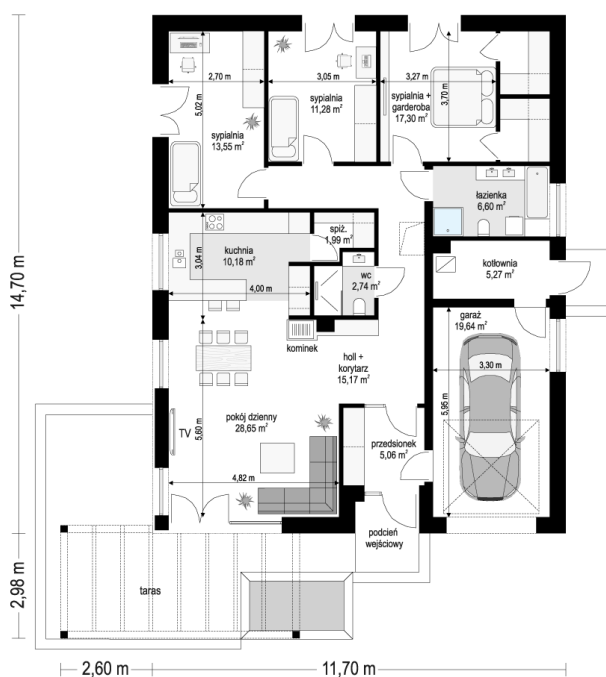 2,70 m
5,02 m
sypialnia
13,55 m²
3,05 m
sypialnia
11,28 m²
3,27 m
3,70 m
sypialnia +
garderoba
17,30 m²
łazienka
6,60 m²
spiż.
1,99 m²
kuchnia
10,18 m²
3,04 m
4,00 m
wc
2,74 m²
kotłownia
5,27 m²
14,70 m
kominek
holl +
korytarz
15,17 m²
garaż
19,64 m²
3,30 m
5,95 m
TV
5,60 m
pokój dzienny
28,65 m²
4,82 m
przedsionek
5,06 m²
podcień
wejściowy
2,98 m
taras
2,60 m
11,70 m